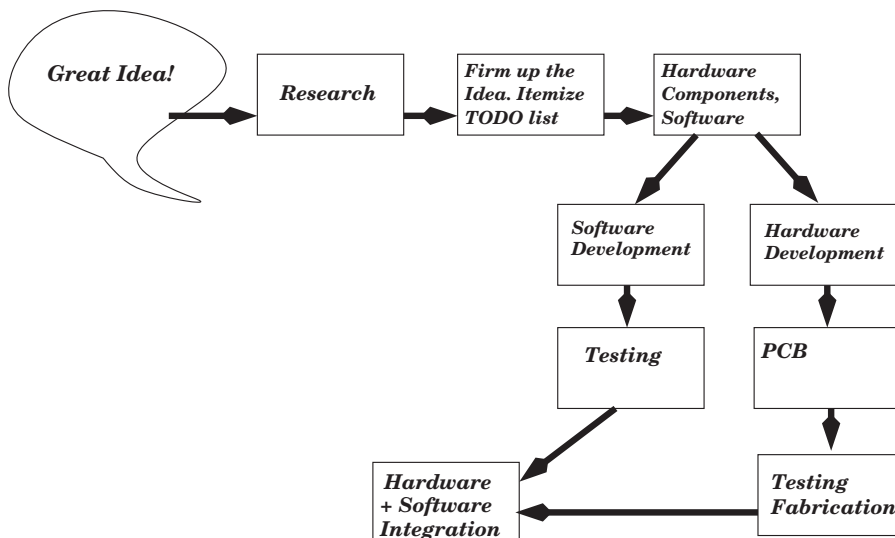 Great Idea!
Research
Firm up the
Idea. Itemize
TODO list
Hardware
Components,
Software
Software
Development
Hardware
Development
Testing
PCB
Hardware
+ Software
Integration
Testing
Fabrication